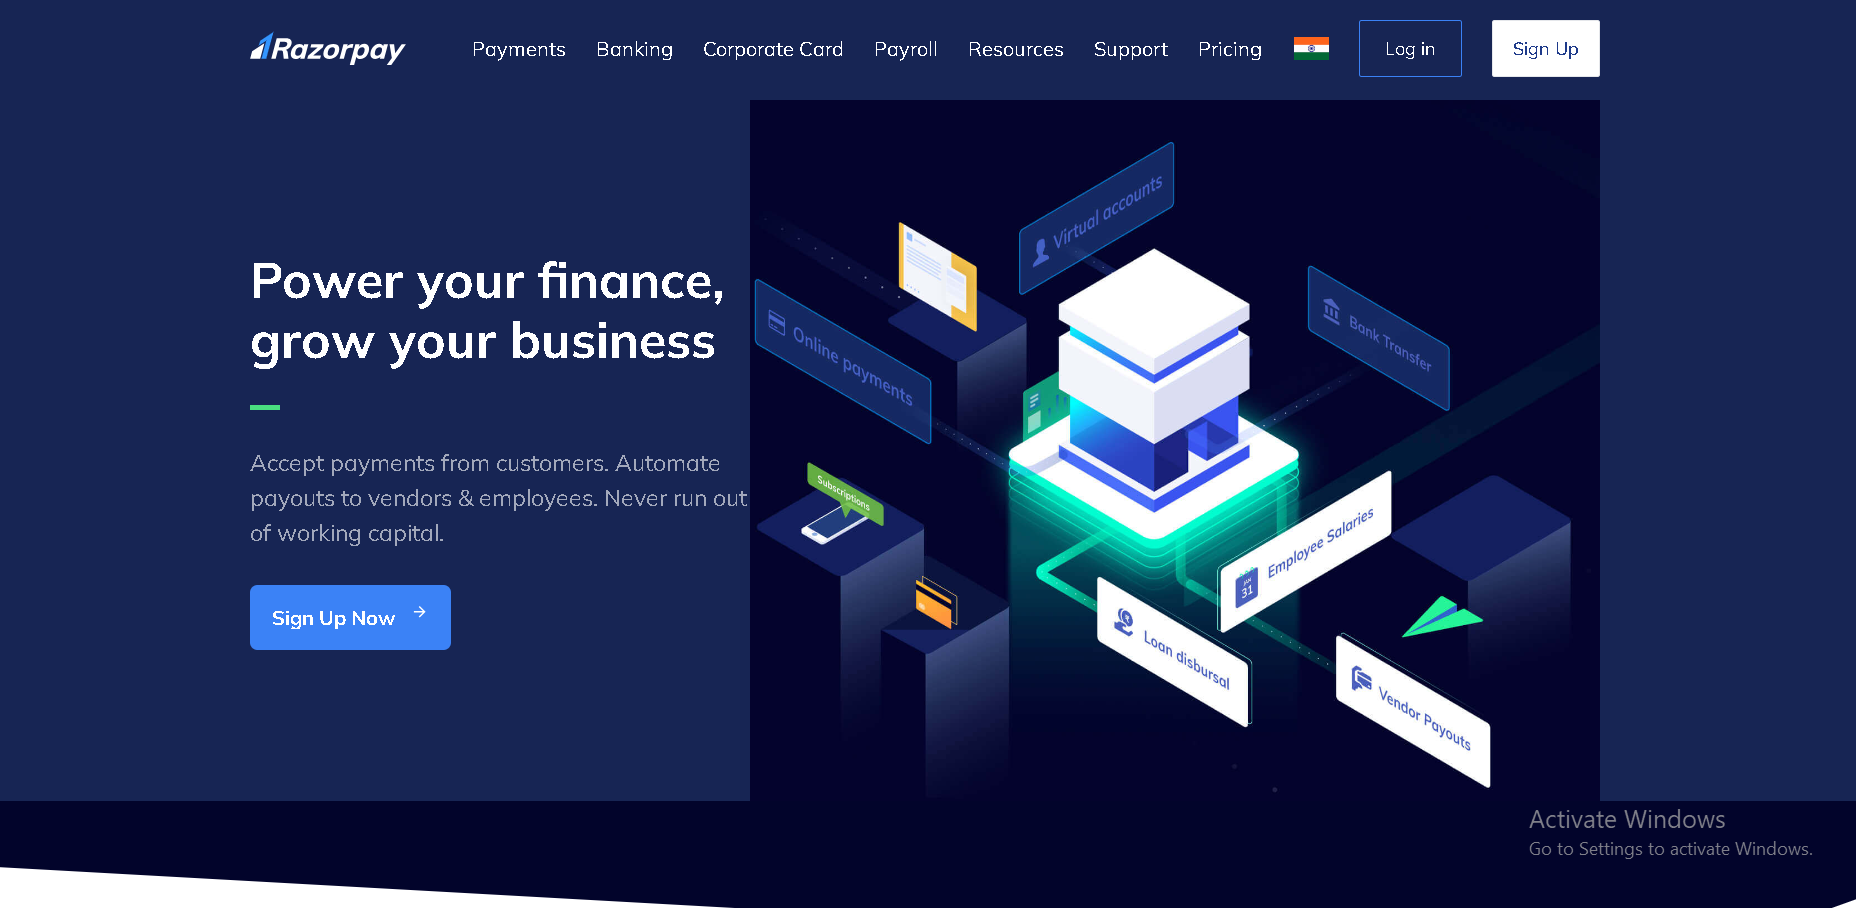 Razorpay
Payments Banking Corporate Card Payroll Resources Support Pricing Log in Sign Up
Power your finance,
grow your business
Accept payments from customers. Automate
payouts to vendors & employees. Never run out
of working capital.
Sign Up Now
Virtual accounts
Online payments
Bank Transfer
Subscriptions
JAN
31
Employee Salaries
Loan disbursal
Vendor Payouts
Activate Windows
Go to Settings to activate Windows.